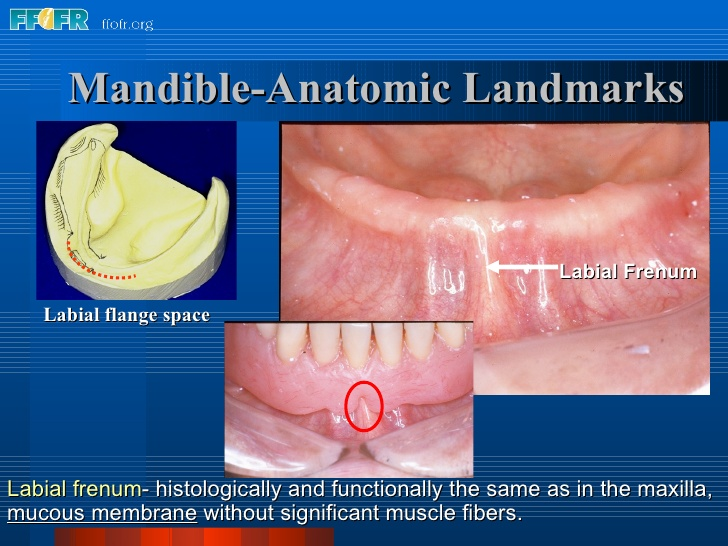 FFOFR ffofr.org
Mandible-Anatomic Landmarks
Labial Frenum
Labial flange space
Labial frenum- histologically and functionally the same as in the maxilla,
mucous membrane without significant muscle fibers.